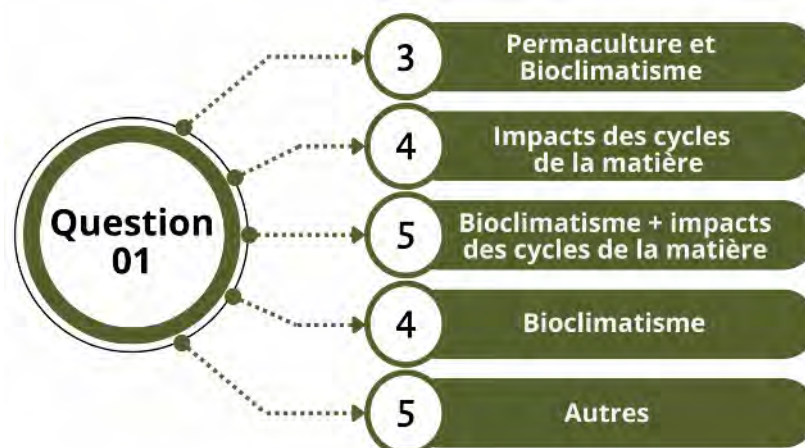 Question
01
3
Permaculture et
Bioclimatisme
4
Impacts des cycles
de la matière
5
Bioclimatisme + impacts
des cycles de la matière
4
Bioclimatisme
5
Autres